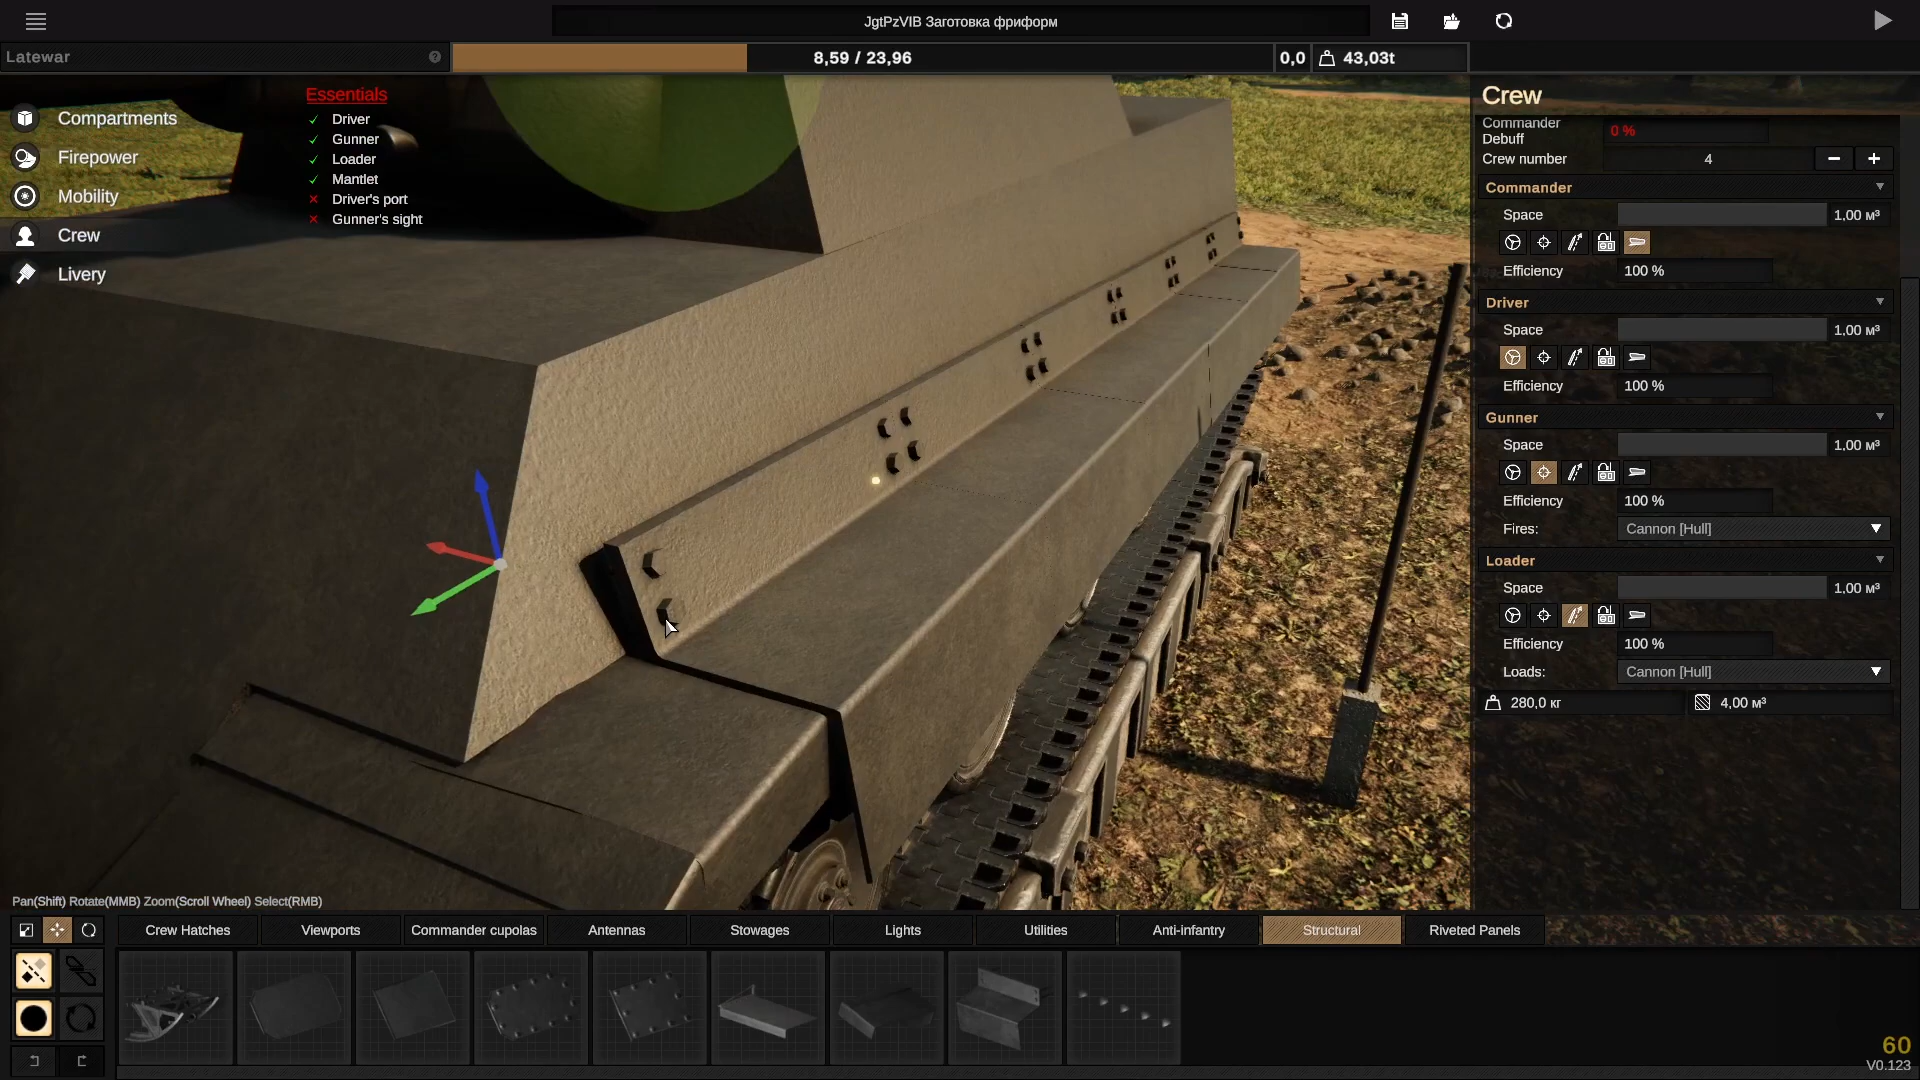 JgtPzVIB Заготовка фриформ
Latewar
8,59 / 23,96
0,0
43,03t
Essentials
Driver
Gunner
Loader
Mantlet
Driver's port
Gunner's sight
Compartments
Firepower
Mobility
Crew
Livery
Crew
Commander Debuff
0 %
Crew number
4
Commander
Space
1,00 м³
Efficiency
100 %
Driver
Space
1,00 м³
Efficiency
100 %
Gunner
Space
1,00 м³
Efficiency
100 %
Fires:
Cannon [Hull]
Loader
Space
1,00 м³
Efficiency
100 %
Loads:
Cannon [Hull]
280,0 кг
4,00 м³
Pan(Shift) Rotate(MMB) Zoom(Scroll Wheel) Select(RMB)
Crew Hatches
Viewports
Commander cupolas
Antennas
Stowages
Lights
Utilities
Anti-infantry
Structural
Riveted Panels
60
V0.123